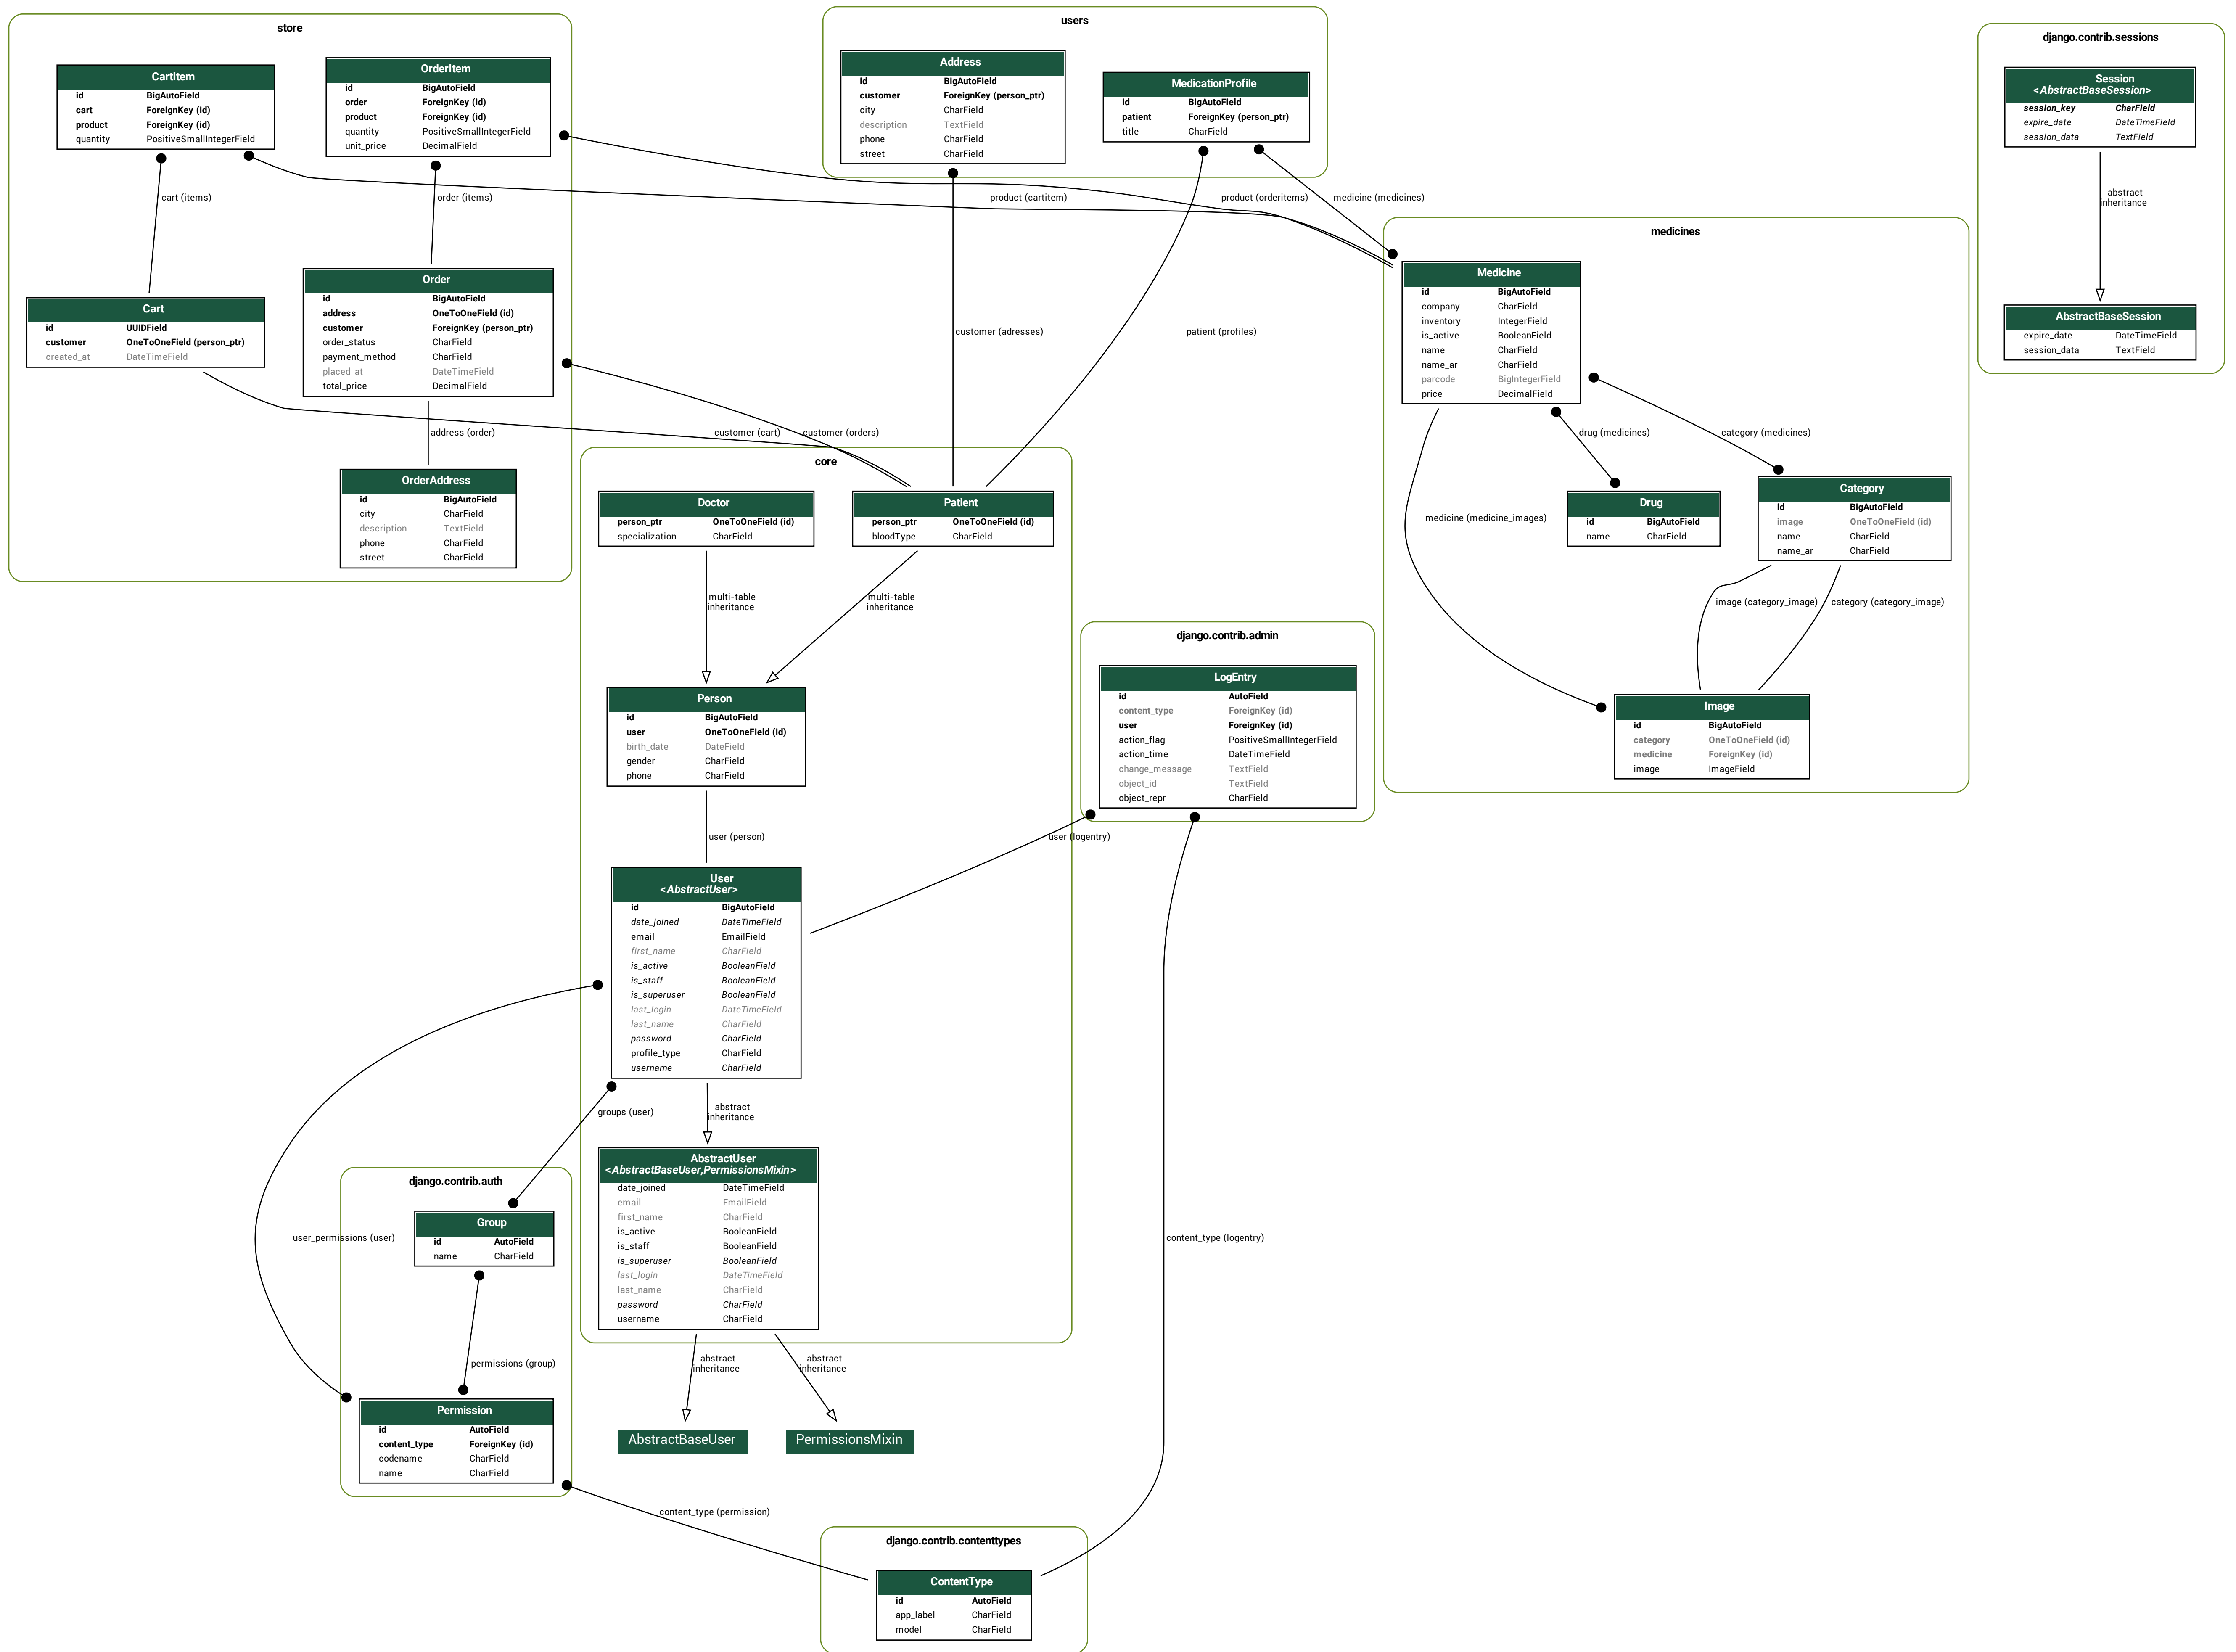 store
CartItem
id BigAutoField
cart ForeignKey (id)
product ForeignKey (id)
quantity PositiveSmallIntegerField
OrderItem
id BigAutoField
order ForeignKey (id)
product ForeignKey (id)
quantity PositiveSmallIntegerField
unit_price DecimalField
cart (items)
order (items)
Cart
id UUIDField
customer OneToOneField (person_ptr)
created_at DateTimeField
Order
id BigAutoField
address OneToOneField (id)
customer ForeignKey (person_ptr)
order_status CharField
payment_method CharField
placed_at DateTimeField
total_price DecimalField
address (order)
OrderAddress
id BigAutoField
city CharField
description TextField
phone CharField
street CharField
users
Address
id BigAutoField
customer ForeignKey (person_ptr)
city CharField
description TextField
phone CharField
street CharField
MedicationProfile
id BigAutoField
patient ForeignKey (person_ptr)
title CharField
product (cartitem)
product (orderitems)
medicine (medicines)
customer (adresses)
patient (profiles)
customer (cart)
customer (orders)
django.contrib.sessions
Session
<AbstractBaseSession>
session_key CharField
expire_date DateTimeField
session_data TextField
abstract
inheritance
AbstractBaseSession
expire_date DateTimeField
session_data TextField
medicines
Medicine
id BigAutoField
company CharField
inventory IntegerField
is_active BooleanField
name CharField
name_ar CharField
parcode BigIntegerField
price DecimalField
drug (medicines)
category (medicines)
medicine (medicine_images)
Drug
id BigAutoField
name CharField
Category
id BigAutoField
image OneToOneField (id)
name CharField
name_ar CharField
image (category_image)
category (category_image)
Image
id BigAutoField
category OneToOneField (id)
medicine ForeignKey (id)
image ImageField
core
Doctor
person_ptr OneToOneField (id)
specialization CharField
Patient
person_ptr OneToOneField (id)
bloodType CharField
multi-table
inheritance
multi-table
inheritance
Person
id BigAutoField
user OneToOneField (id)
birth_date DateField
gender CharField
phone CharField
user (person)
User
<AbstractUser>
id BigAutoField
date_joined DateTimeField
email EmailField
first_name CharField
is_active BooleanField
is_staff BooleanField
is_superuser BooleanField
last_login DateTimeField
last_name CharField
password CharField
profile_type CharField
username CharField
abstract
inheritance
AbstractUser
<AbstractBaseUser,PermissionsMixin>
date_joined DateTimeField
email EmailField
first_name CharField
is_active BooleanField
is_staff BooleanField
is_superuser BooleanField
last_login DateTimeField
last_name CharField
password CharField
username CharField
abstract
inheritance
abstract
inheritance
AbstractBaseUser
PermissionsMixin
django.contrib.admin
LogEntry
id AutoField
content_type ForeignKey (id)
user ForeignKey (id)
action_flag PositiveSmallIntegerField
action_time DateTimeField
change_message TextField
object_id TextField
object_repr CharField
user (logentry)
content_type (logentry)
groups (user)
user_permissions (user)
django.contrib.auth
Group
id AutoField
name CharField
permissions (group)
Permission
id AutoField
content_type ForeignKey (id)
codename CharField
name CharField
content_type (permission)
django.contrib.contenttypes
ContentType
id AutoField
app_label CharField
model CharField